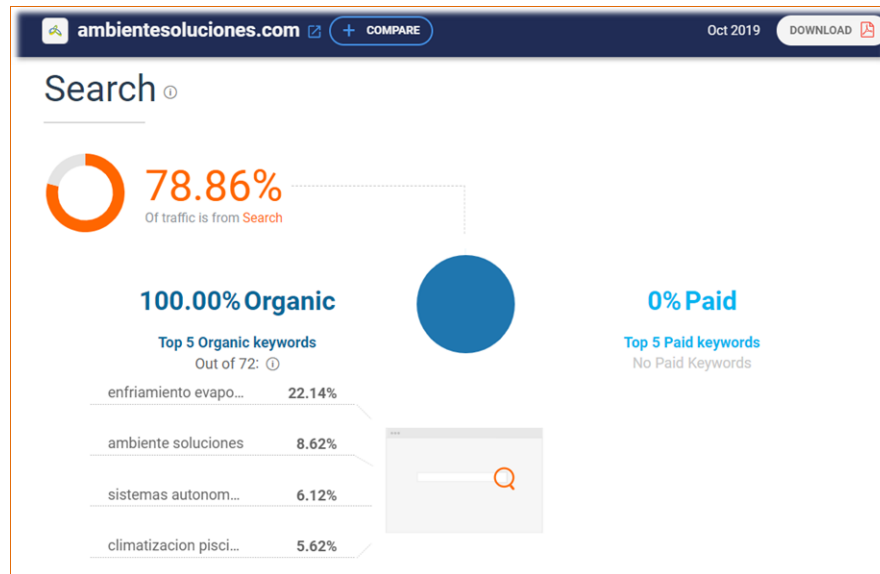 ambientesoluciones.com + COMPARE Oct 2019 DOWNLOAD
Search
78.86%
Of traffic is from Search
100.00% Organic
0% Paid
Top 5 Organic keywords
Top 5 Paid keywords
Out of 72:
No Paid Keywords
enfriamiento evapo... 22.14%
ambiente soluciones 8.62%
sistemas autonom... 6.12%
climatizacion pisci... 5.62%